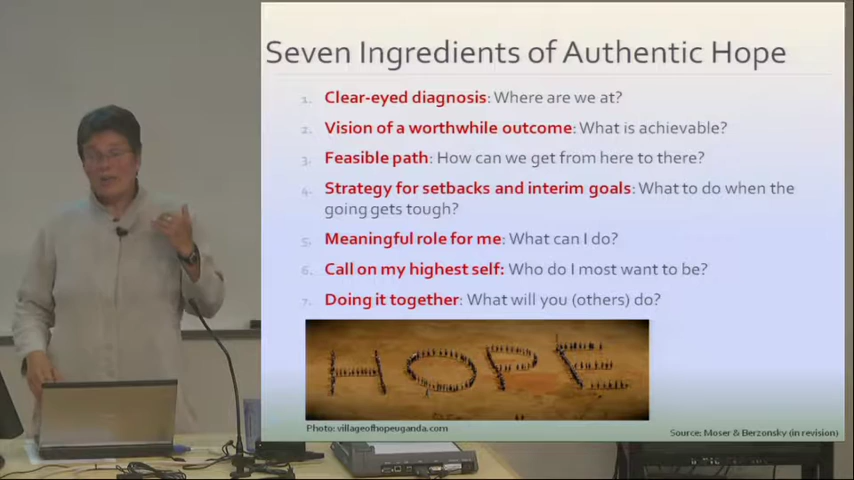 Seven Ingredients of Authentic Hope
1. Clear-eyed diagnosis: Where are we at?
2. Vision of a worthwhile outcome: What is achievable?
3. Feasible path: How can we get from here to there?
4. Strategy for setbacks and interim goals: What to do when the
going gets tough?
5. Meaningful role for me: What can I do?
6. Call on my highest self: Who do I most want to be?
7. Doing it together: What will you (others) do?
HOPE
Photo: villageofhopeuganda.com
Source: Moser & Berzonsky (in revision)